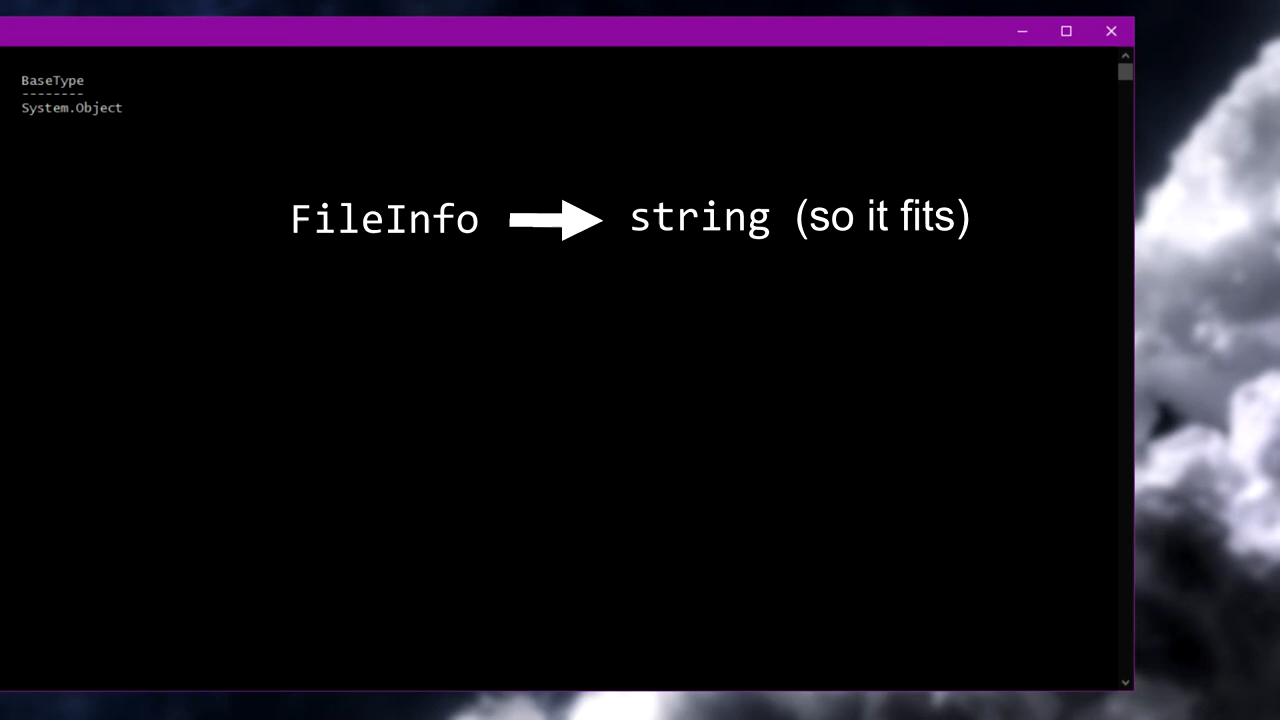 BaseType
--------
System.Object
FileInfo string (so it fits)